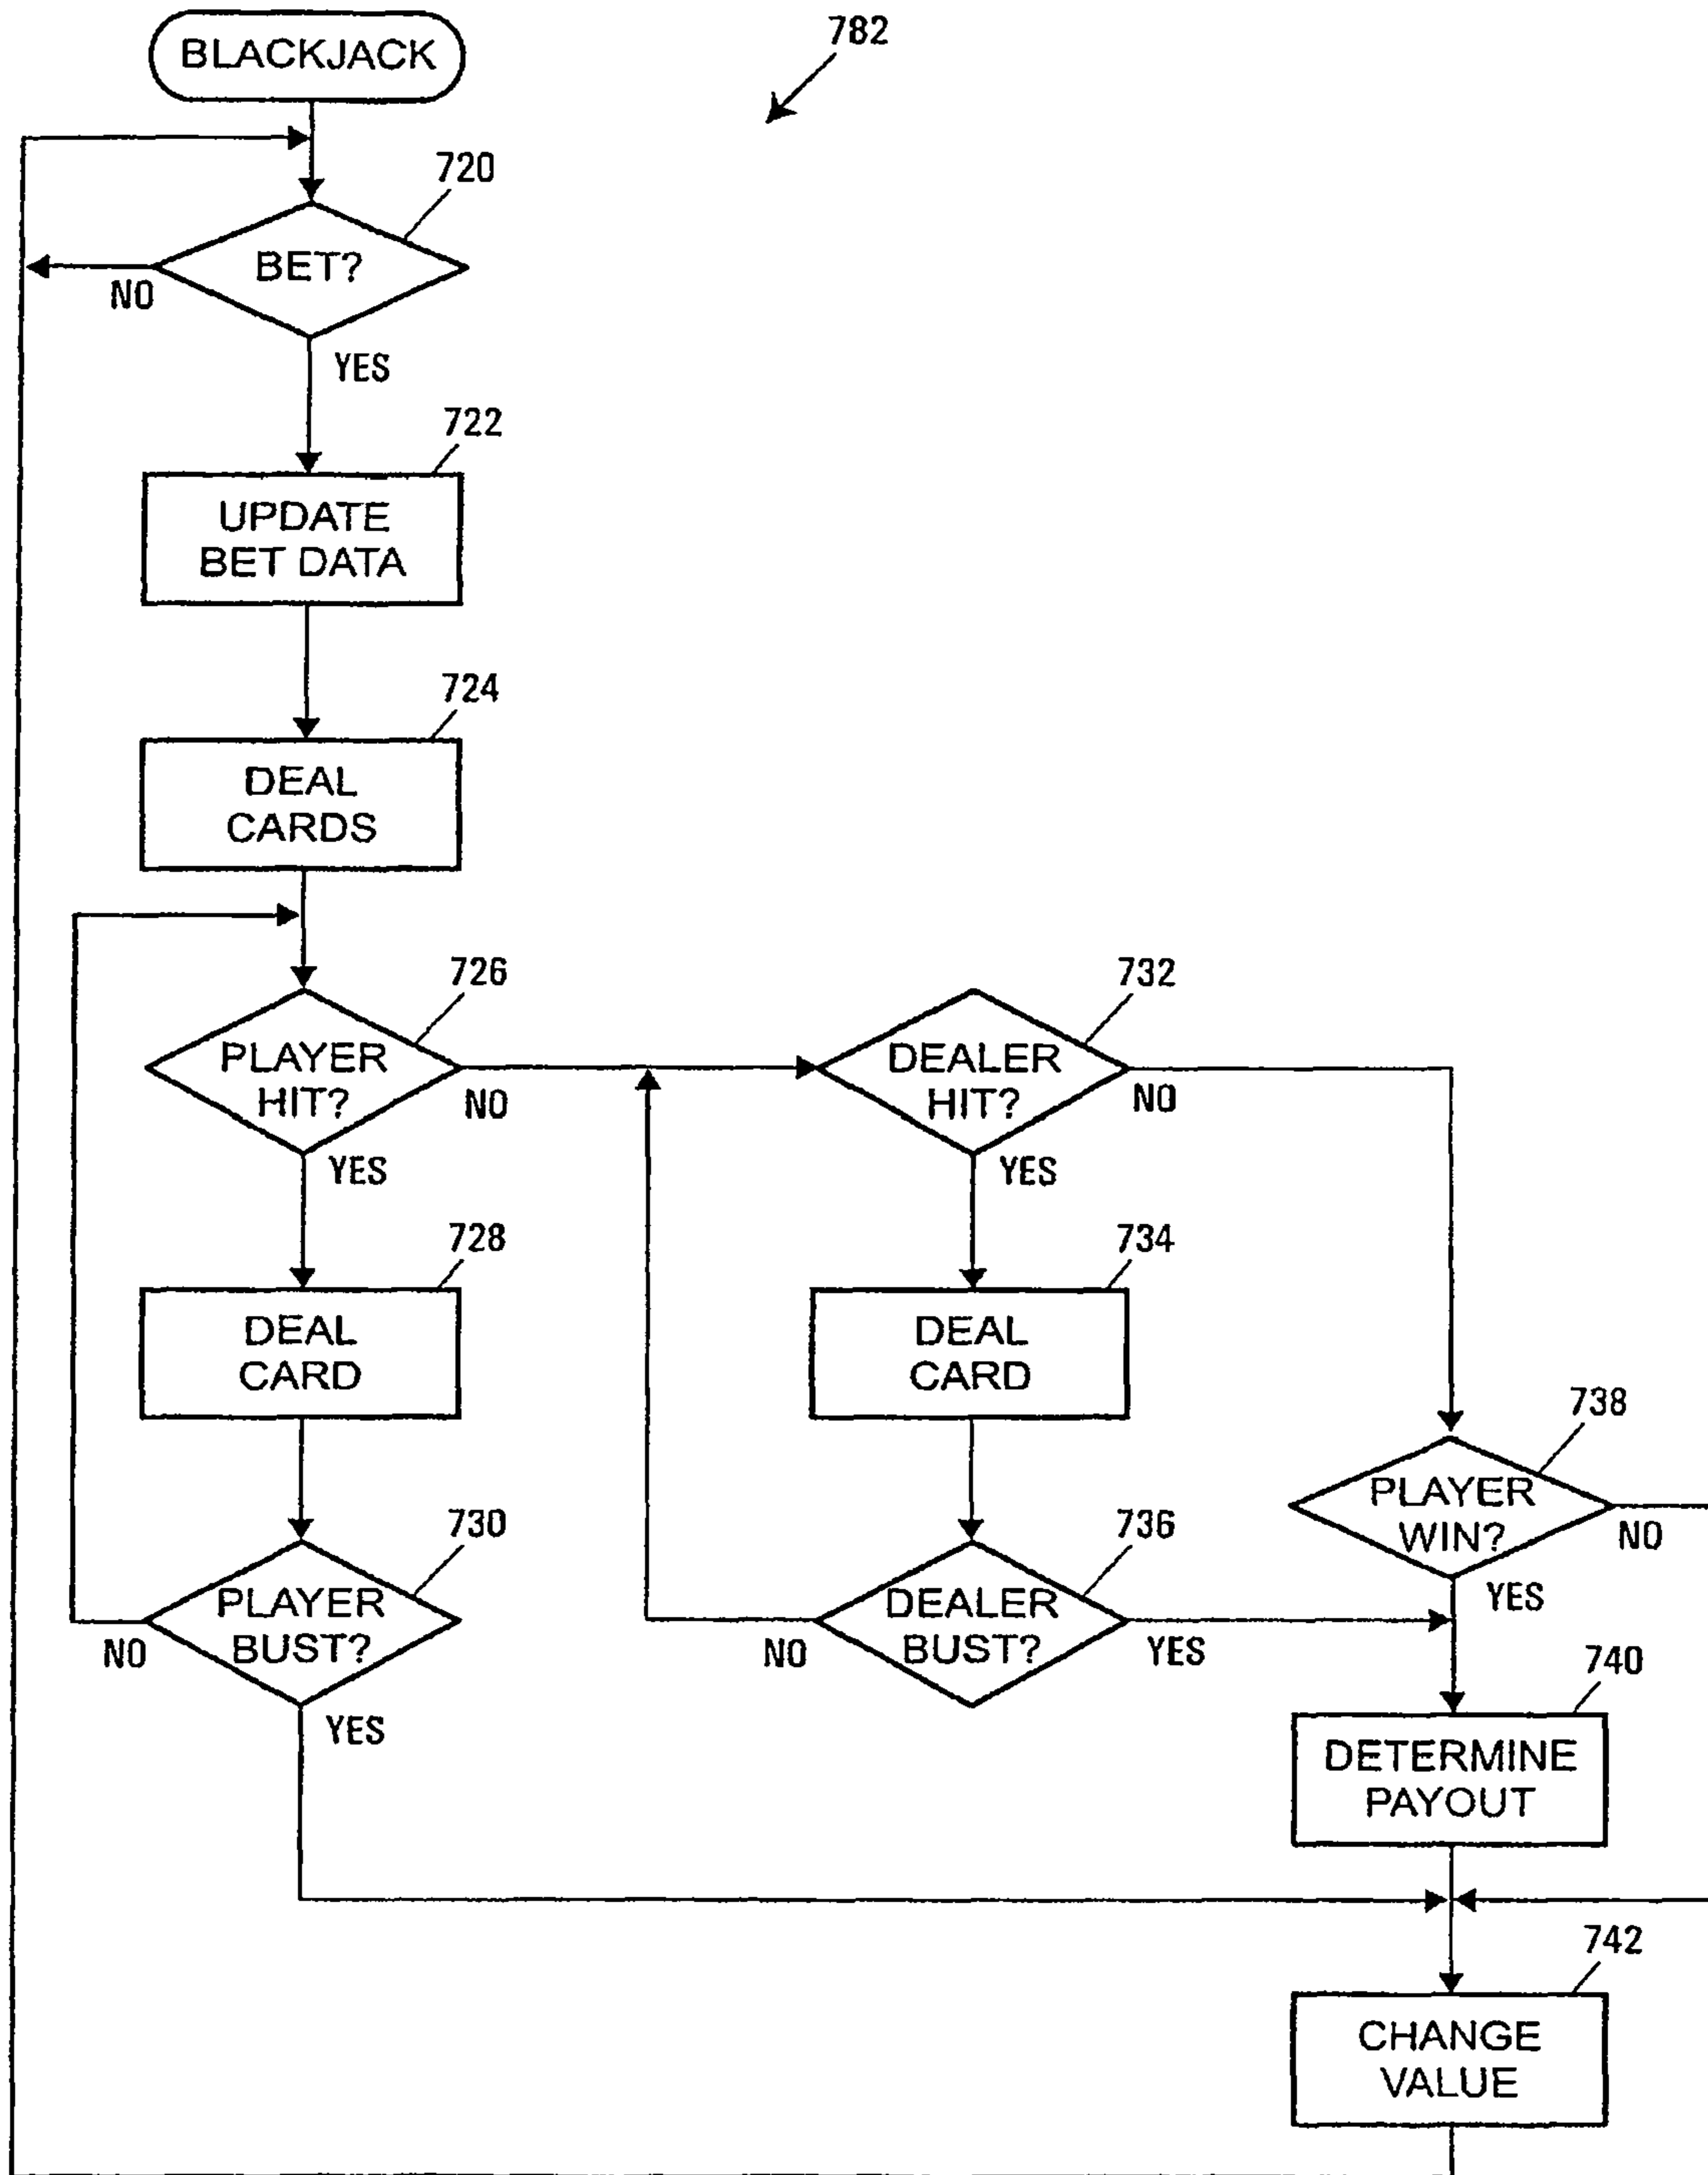 782
BLACKJACK
720
BET?
NO
YES
722
UPDATE
BET DATA
724
DEAL
CARDS
726
PLAYER
HIT?
NO
YES
728
DEAL
CARD
730
PLAYER
BUST?
NO
YES
732
DEALER
HIT?
NO
YES
734
DEAL
CARD
736
DEALER
BUST?
NO
YES
738
PLAYER
WIN?
NO
YES
740
DETERMINE
PAYOUT
742
CHANGE
VALUE